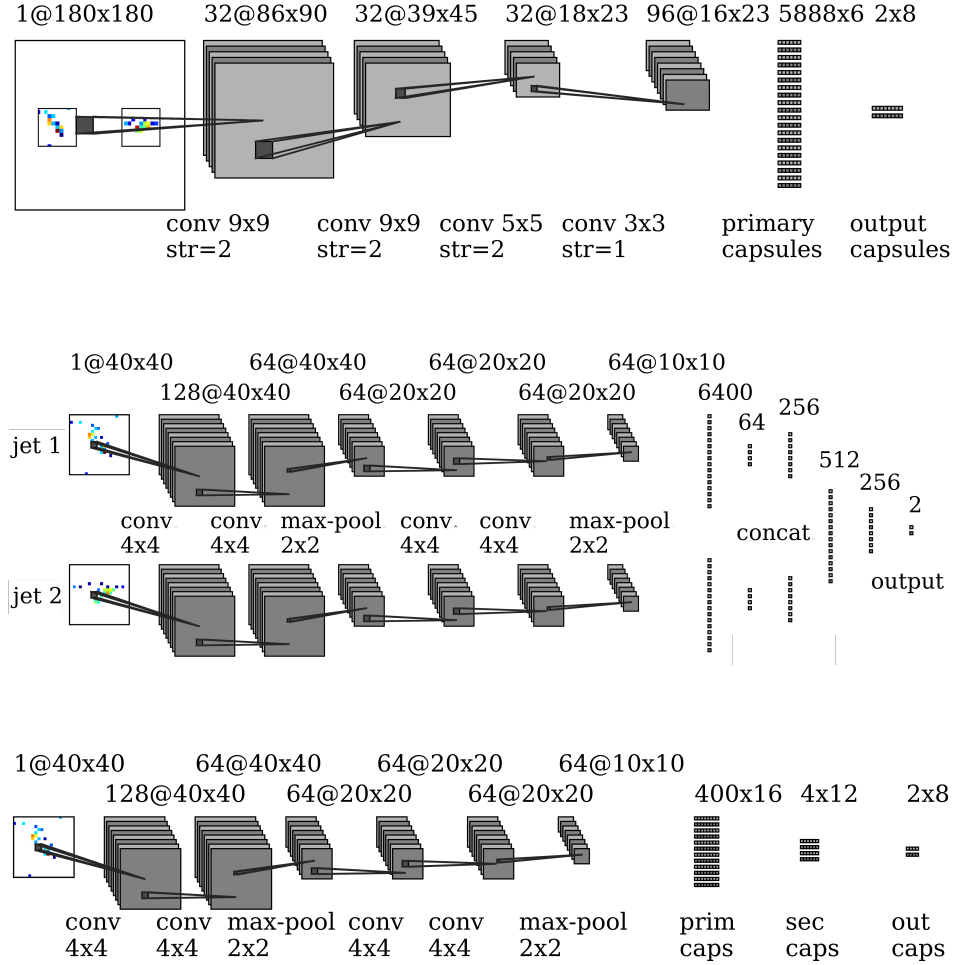 1@180x180 32@86x90 32@39x45 32@18x23 96@16x23 5888x6 2x8
conv 9x9 conv 9x9 conv 5x5 conv 3x3 primary output
str=2 str=2 str=2 str=1 capsules capsules
1@40x40 64@40x40 64@20x20 64@10x10
128@40x40 64@20x20 64@20x20 6400
256
64
jet 1
512
256
2
conv conv max-pool conv conv max-pool
4x4 4x4 2x2 4x4 4x4 2x2
concat
output
jet 2
1@40x40 64@40x40 64@20x20 64@10x10
128@40x40 64@20x20 64@20x20 400x16 4x12 2x8
conv conv max-pool conv conv max-pool prim sec out
4x4 4x4 2x2 4x4 4x4 2x2 caps caps caps